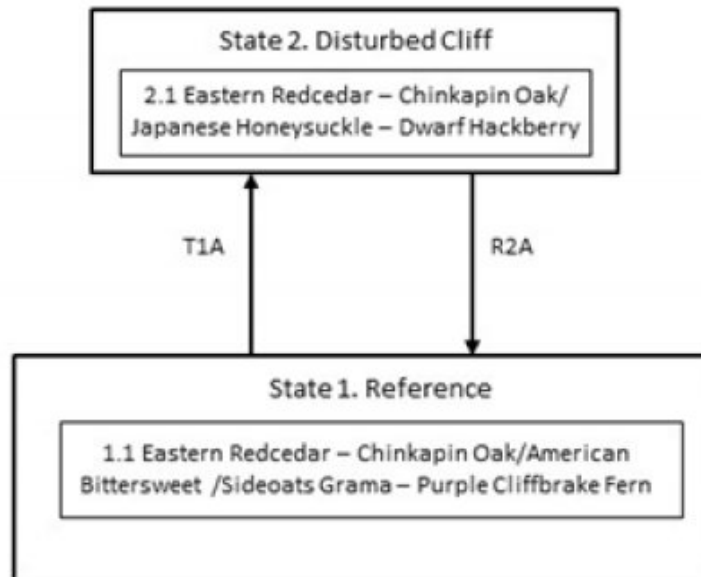 State 2. Disturbed Cliff
2.1 Eastern Redcedar – Chinkapin Oak/
Japanese Honeysuckle – Dwarf Hackberry
T1A
R2A
State 1. Reference
1.1 Eastern Redcedar – Chinkapin Oak/American
Bittersweet /Sideoats Grama – Purple Cliffbrake Fern